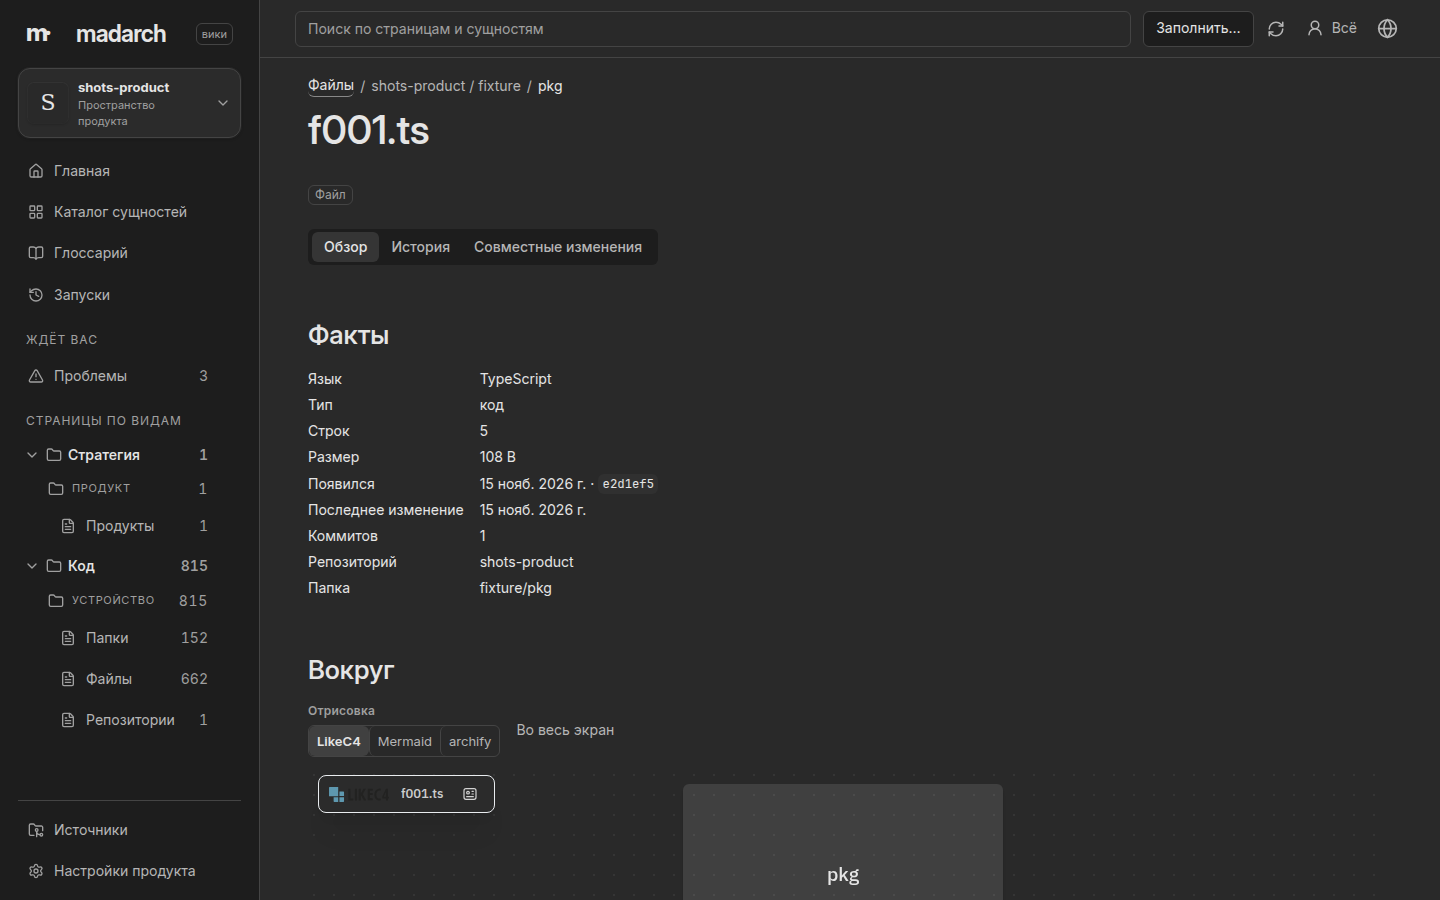 m· madarch вики
S shots-product
Пространство
продукта
Главная
Каталог сущностей
Глоссарий
Запуски
ЖДЁТ ВАС
Проблемы 3
СТРАНИЦЫ ПО ВИДАМ
Стратегия 1
ПРОДУКТ 1
Продукты 1
Код 815
УСТРОЙСТВО 815
Папки 152
Файлы 662
Репозитории 1
Источники
Настройки продукта
Поиск по страницам и сущностям
Заполнить...
Всё
Файлы / shots-product / fixture / pkg
f001.ts
Файл
Обзор История Совместные изменения
Факты
Язык TypeScript
Тип код
Строк 5
Размер 108 B
Появился 15 нояб. 2026 г. · e2d1ef5
Последнее изменение 15 нояб. 2026 г.
Коммитов 1
Репозиторий shots-product
Папка fixture/pkg
Вокруг
Отрисовка
LikeC4 Mermaid archify Во весь экран
LIKEC4 f001.ts
pkg